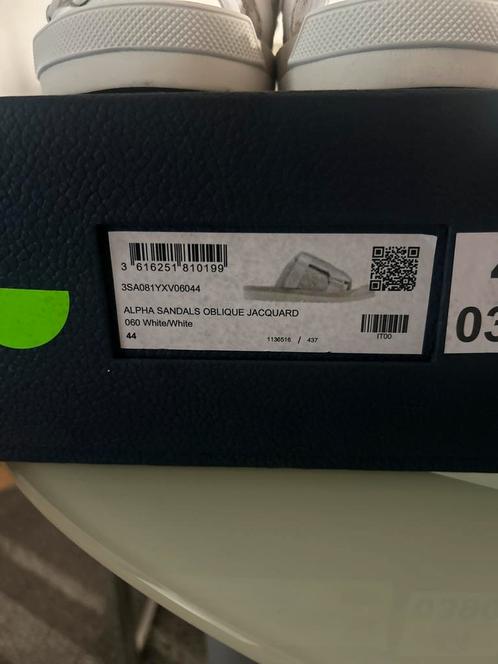 3 616251 810199
3SA081YXV06044
ALPHA SANDALS OBLIQUE JACQUARD
060 White/White
44
1136516 / 437
IT00
03